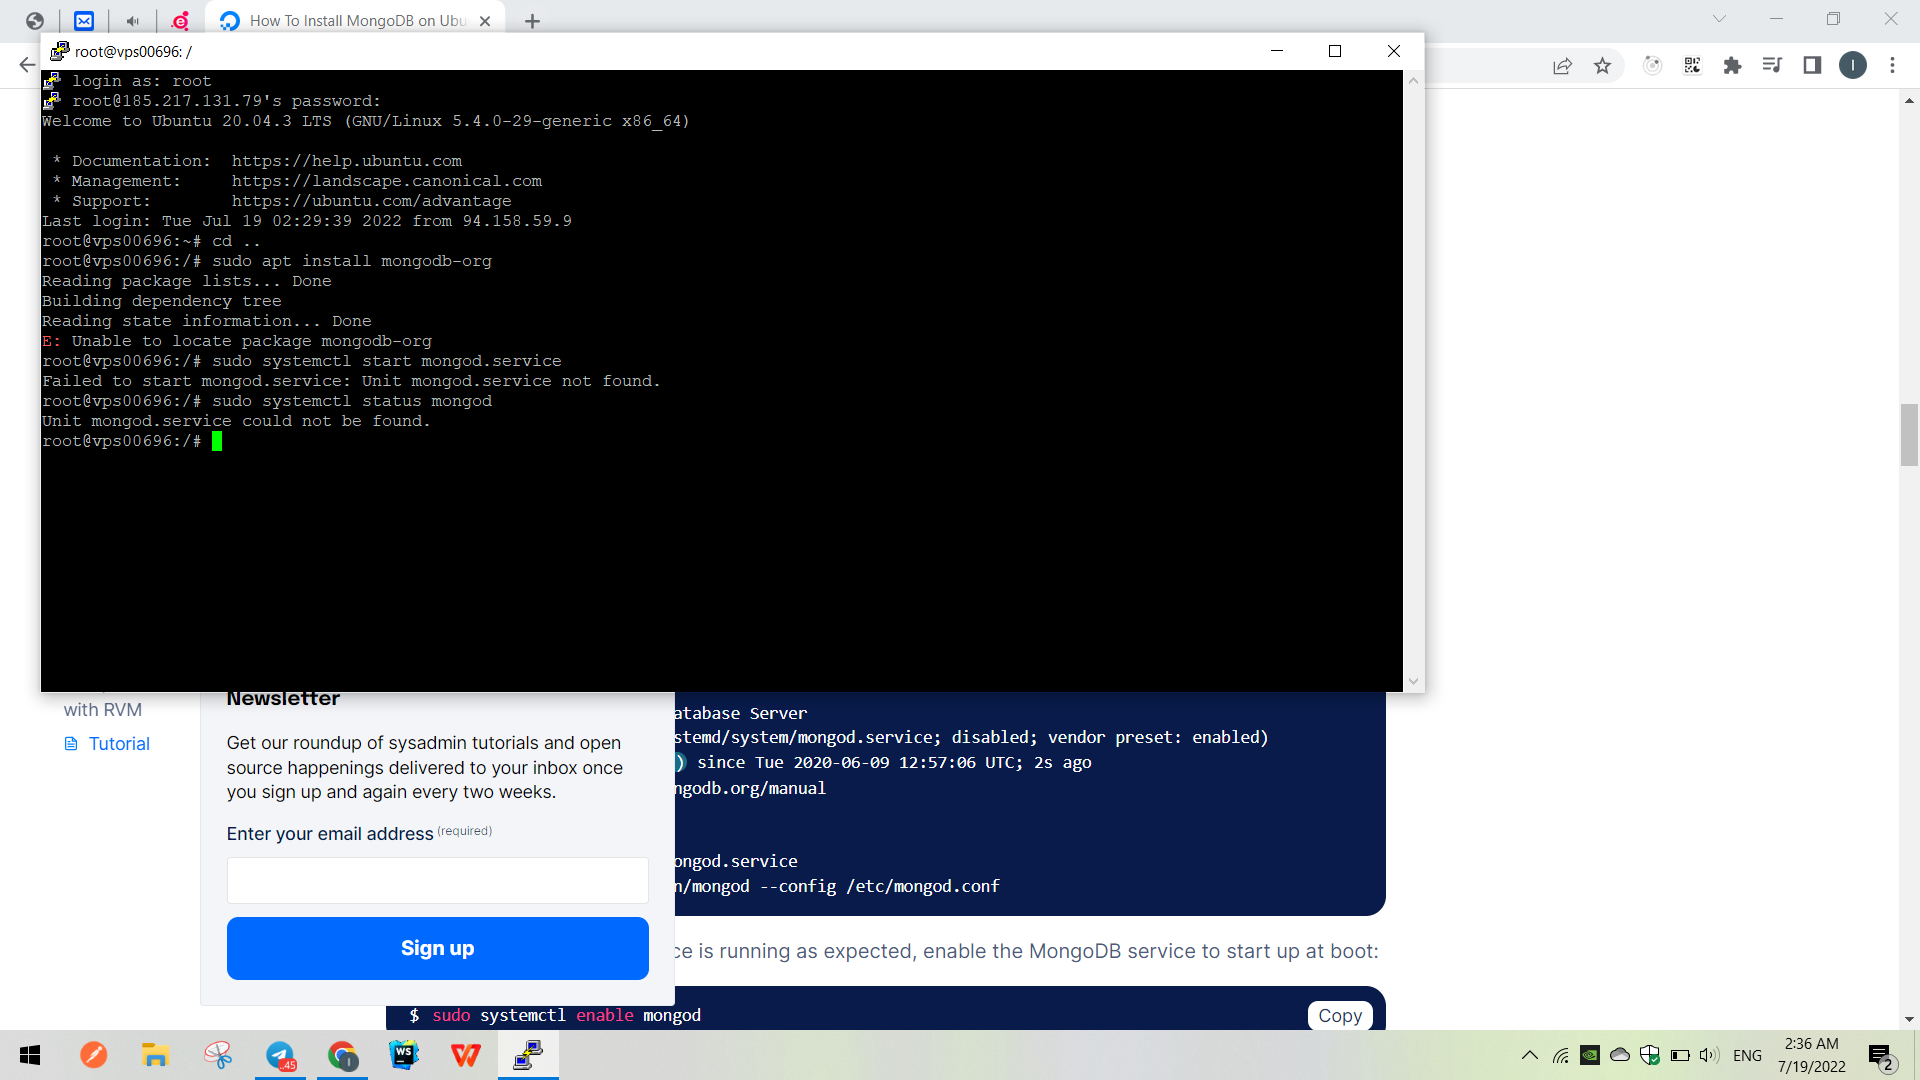 How To Install MongoDB on Ubu
root@vps00696: /
login as: root
root@185.217.131.79's password:
Welcome to Ubuntu 20.04.3 LTS (GNU/Linux 5.4.0-29-generic x86_64)
* Documentation:  https://help.ubuntu.com
* Management:     https://landscape.canonical.com
* Support:        https://ubuntu.com/advantage
Last login: Tue Jul 19 02:29:39 2022 from 94.158.59.9
root@vps00696:~# cd ..
root@vps00696:/# sudo apt install mongodb-org
Reading package lists... Done
Building dependency tree
Reading state information... Done
E: Unable to locate package mongodb-org
root@vps00696:/# sudo systemctl start mongod.service
Failed to start mongod.service: Unit mongod.service not found.
root@vps00696:/# sudo systemctl status mongod
Unit mongod.service could not be found.
root@vps00696:/#
with RVM
Tutorial
Newsletter
Get our roundup of sysadmin tutorials and open
source happenings delivered to your inbox once
you sign up and again every two weeks.
Enter your email address (required)
Sign up
atabase Server
stemd/system/mongod.service; disabled; vendor preset: enabled)
) since Tue 2020-06-09 12:57:06 UTC; 2s ago
ngodb.org/manual
ongod.service
n/mongod --config /etc/mongod.conf
ce is running as expected, enable the MongoDB service to start up at boot:
$ sudo systemctl enable mongod
Copy
I
..45
I
WS
W
ENG
2:36 AM
7/19/2022
2